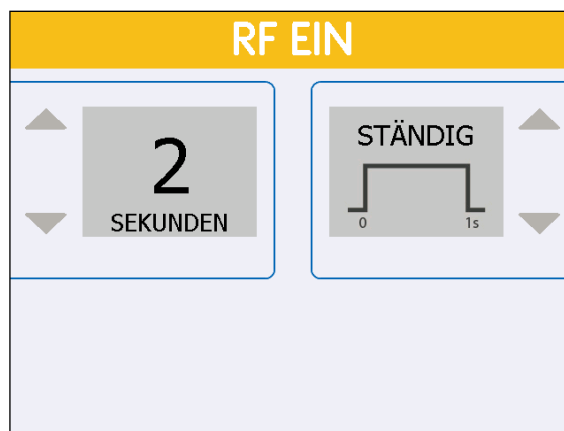 RF EIN
2
SEKUNDEN
STÄNDIG
0 1s